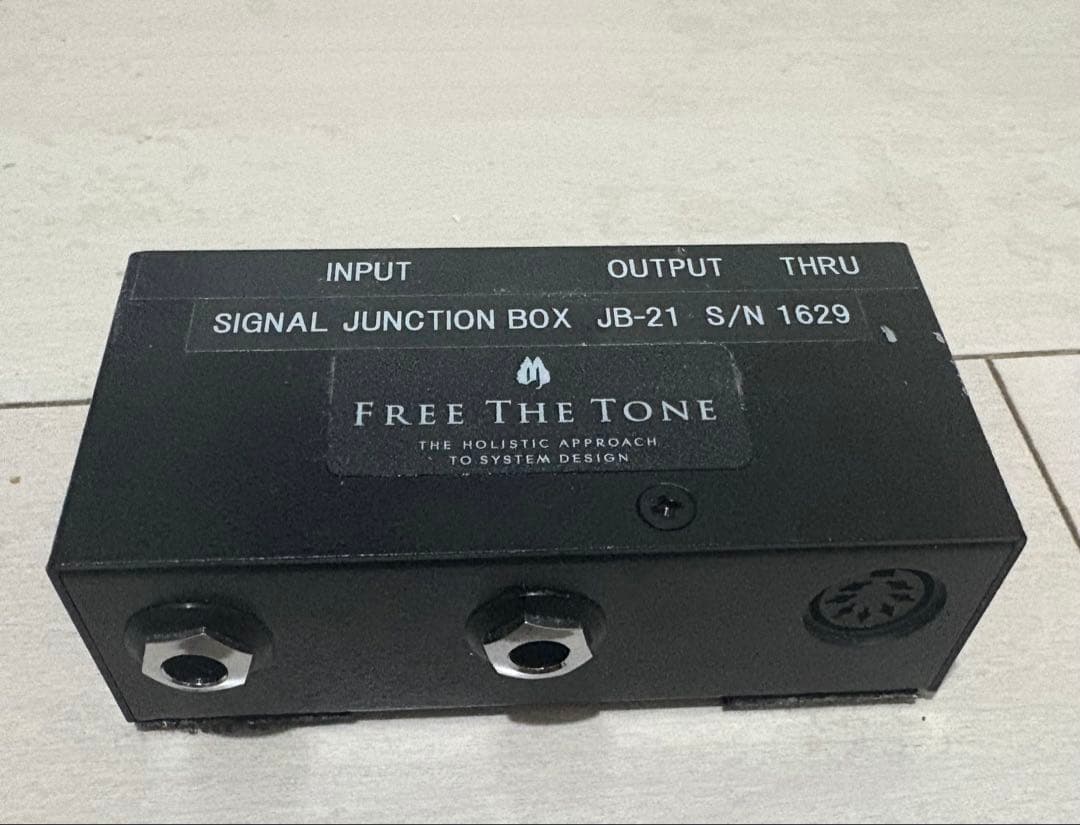 INPUT OUTPUT THRU
SIGNAL JUNCTION BOX JB-21 S/N 1629
FREE THE TONE
THE HOLISTIC APPROACH
TO SYSTEM DESIGN